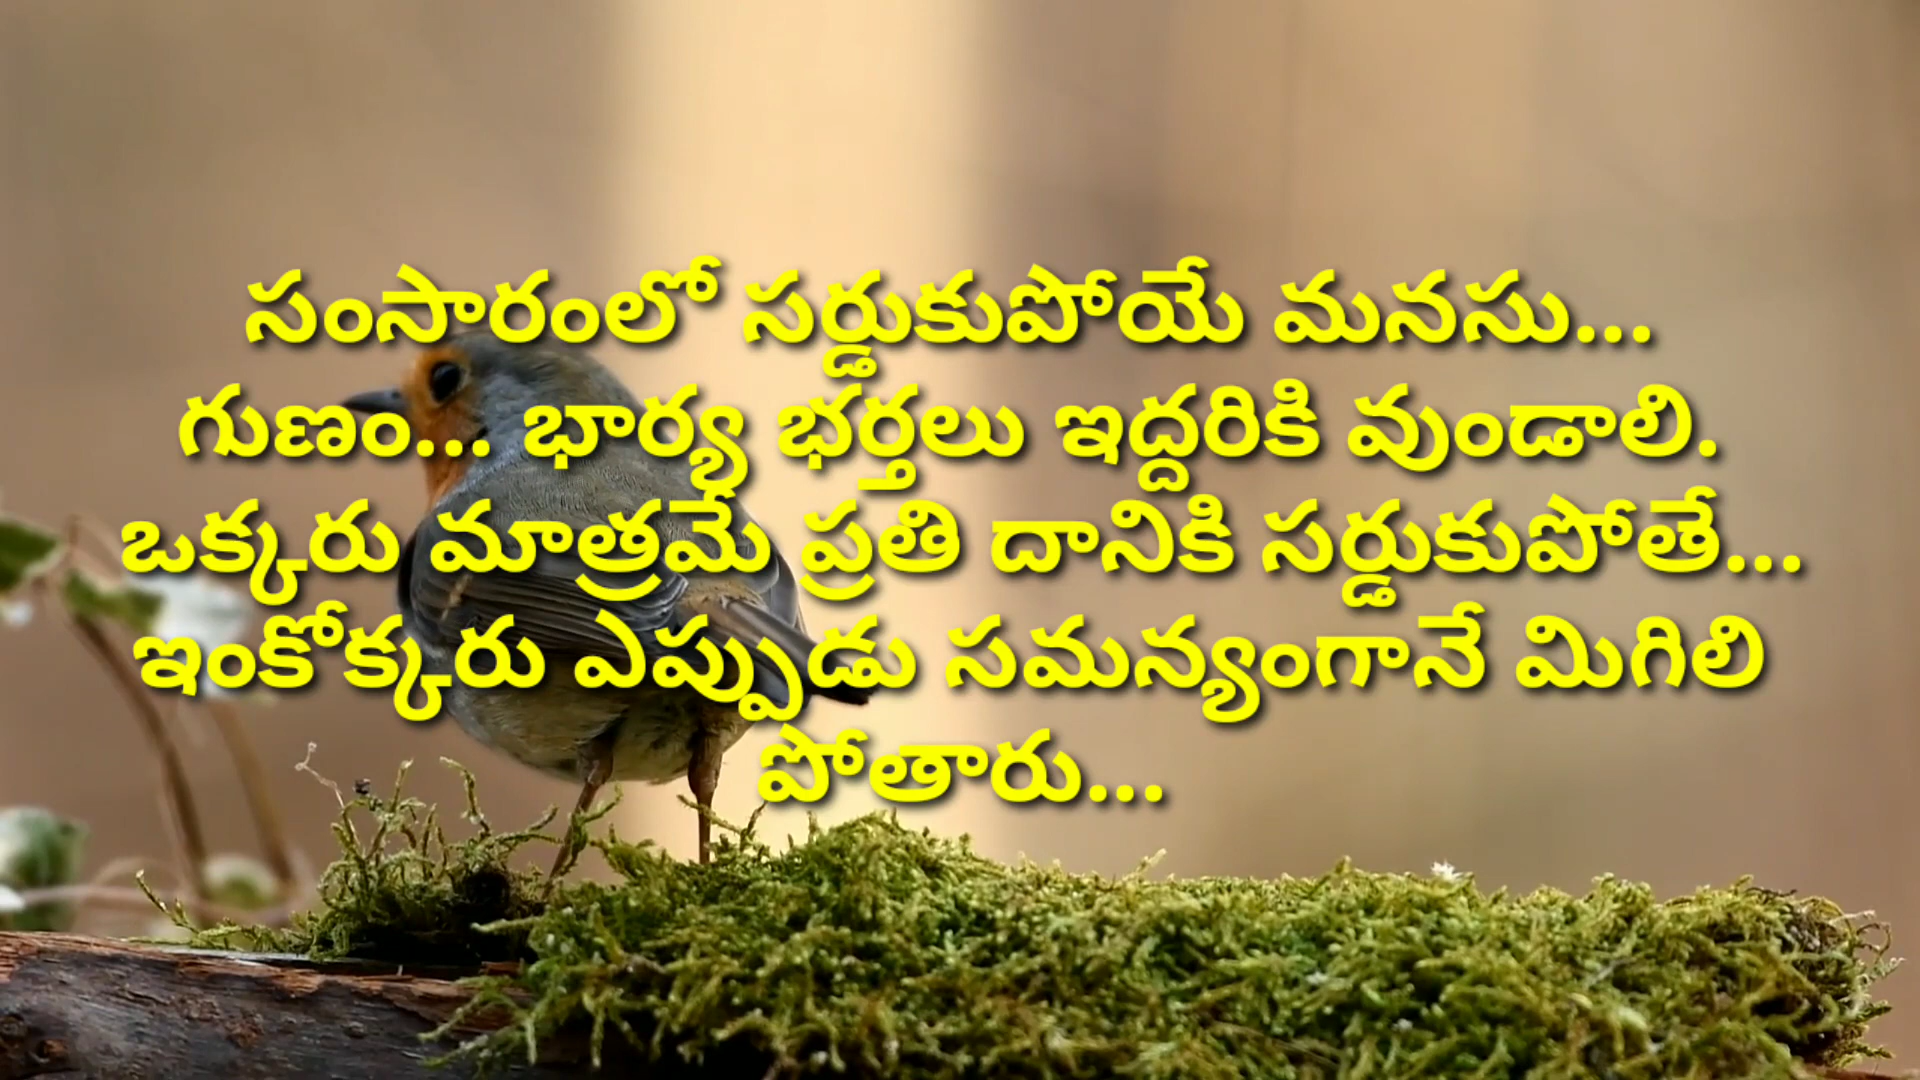 సంసారంలో సర్డుకుపోయే మనసు...
గుణం... భార్య భర్తలు ఇద్దరికి వుండాలి.
ఒక్కరు మాత్రమే ప్రతి దానికి సర్డుకుపోతే...
ఇంకోక్కరు ఎప్పుడు సమన్యంగానే మిగిలి
పోతారు...